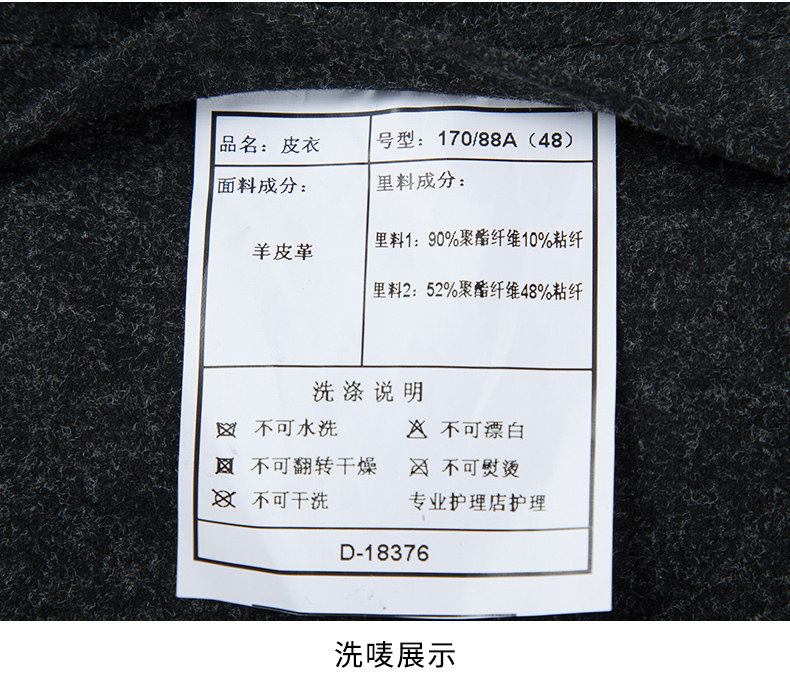 品名：皮衣
号型：170/88A（48）
面料成分：
羊皮革
里料成分：
里料1：90%聚酯纤维10%粘纤
里料2：52%聚酯纤维48%粘纤
洗涤说明
不可水洗
不可漂白
不可翻转干燥
不可熨烫
不可干洗
专业护理店护理
D-18376
洗唛展示